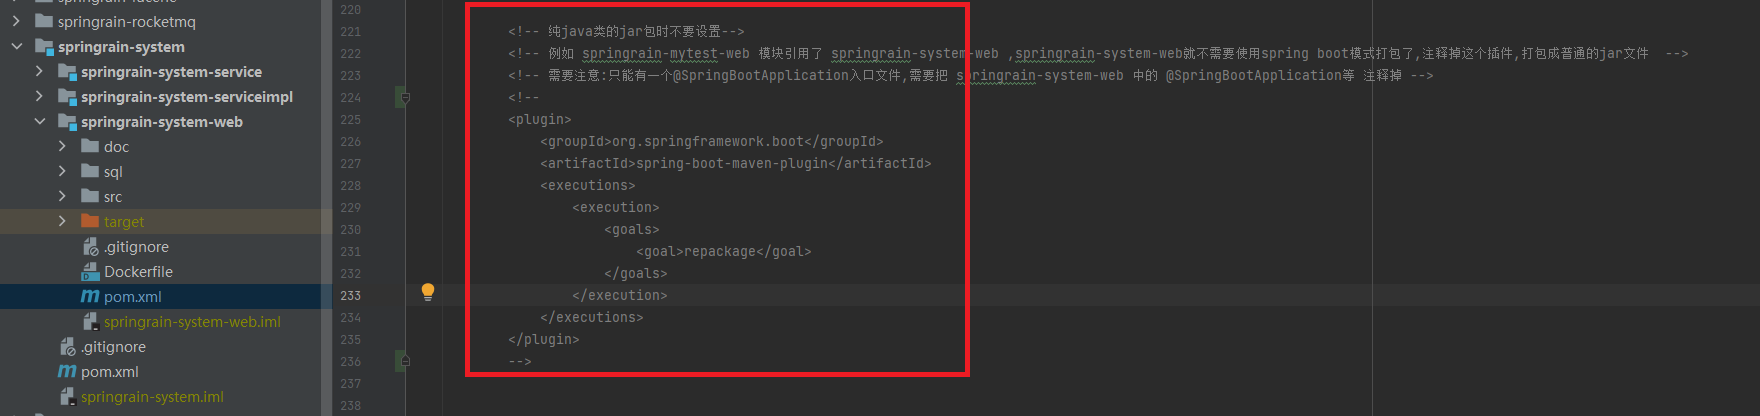 springrain-rocketmq
springrain-system
springrain-system-service
springrain-system-serviceimpl
springrain-system-web
doc
sql
src
target
.gitignore
Dockerfile
pom.xml
springrain-system-web.iml
.gitignore
pom.xml
springrain-system.iml
220
221 <!-- 纯java类的jar包时不要设置-->
222 <!-- 例如 springrain-mytest-web 模块引用了 springrain-system-web ,springrain-system-web就不需要使用spring boot模式打包了,注释掉这个插件,打包成普通的jar文件 -->
223 <!-- 需要注意:只能有一个@SpringBootApplication入口文件,需要把 springrain-system-web 中的 @SpringBootApplication等 注释掉 -->
224 <!--
225 <plugin>
226 <groupId>org.springframework.boot</groupId>
227 <artifactId>spring-boot-maven-plugin</artifactId>
228 <executions>
229 <execution>
230 <goals>
231 <goal>repackage</goal>
232 </goals>
233 </execution>
234 </executions>
235 </plugin>
236 -->
237
238